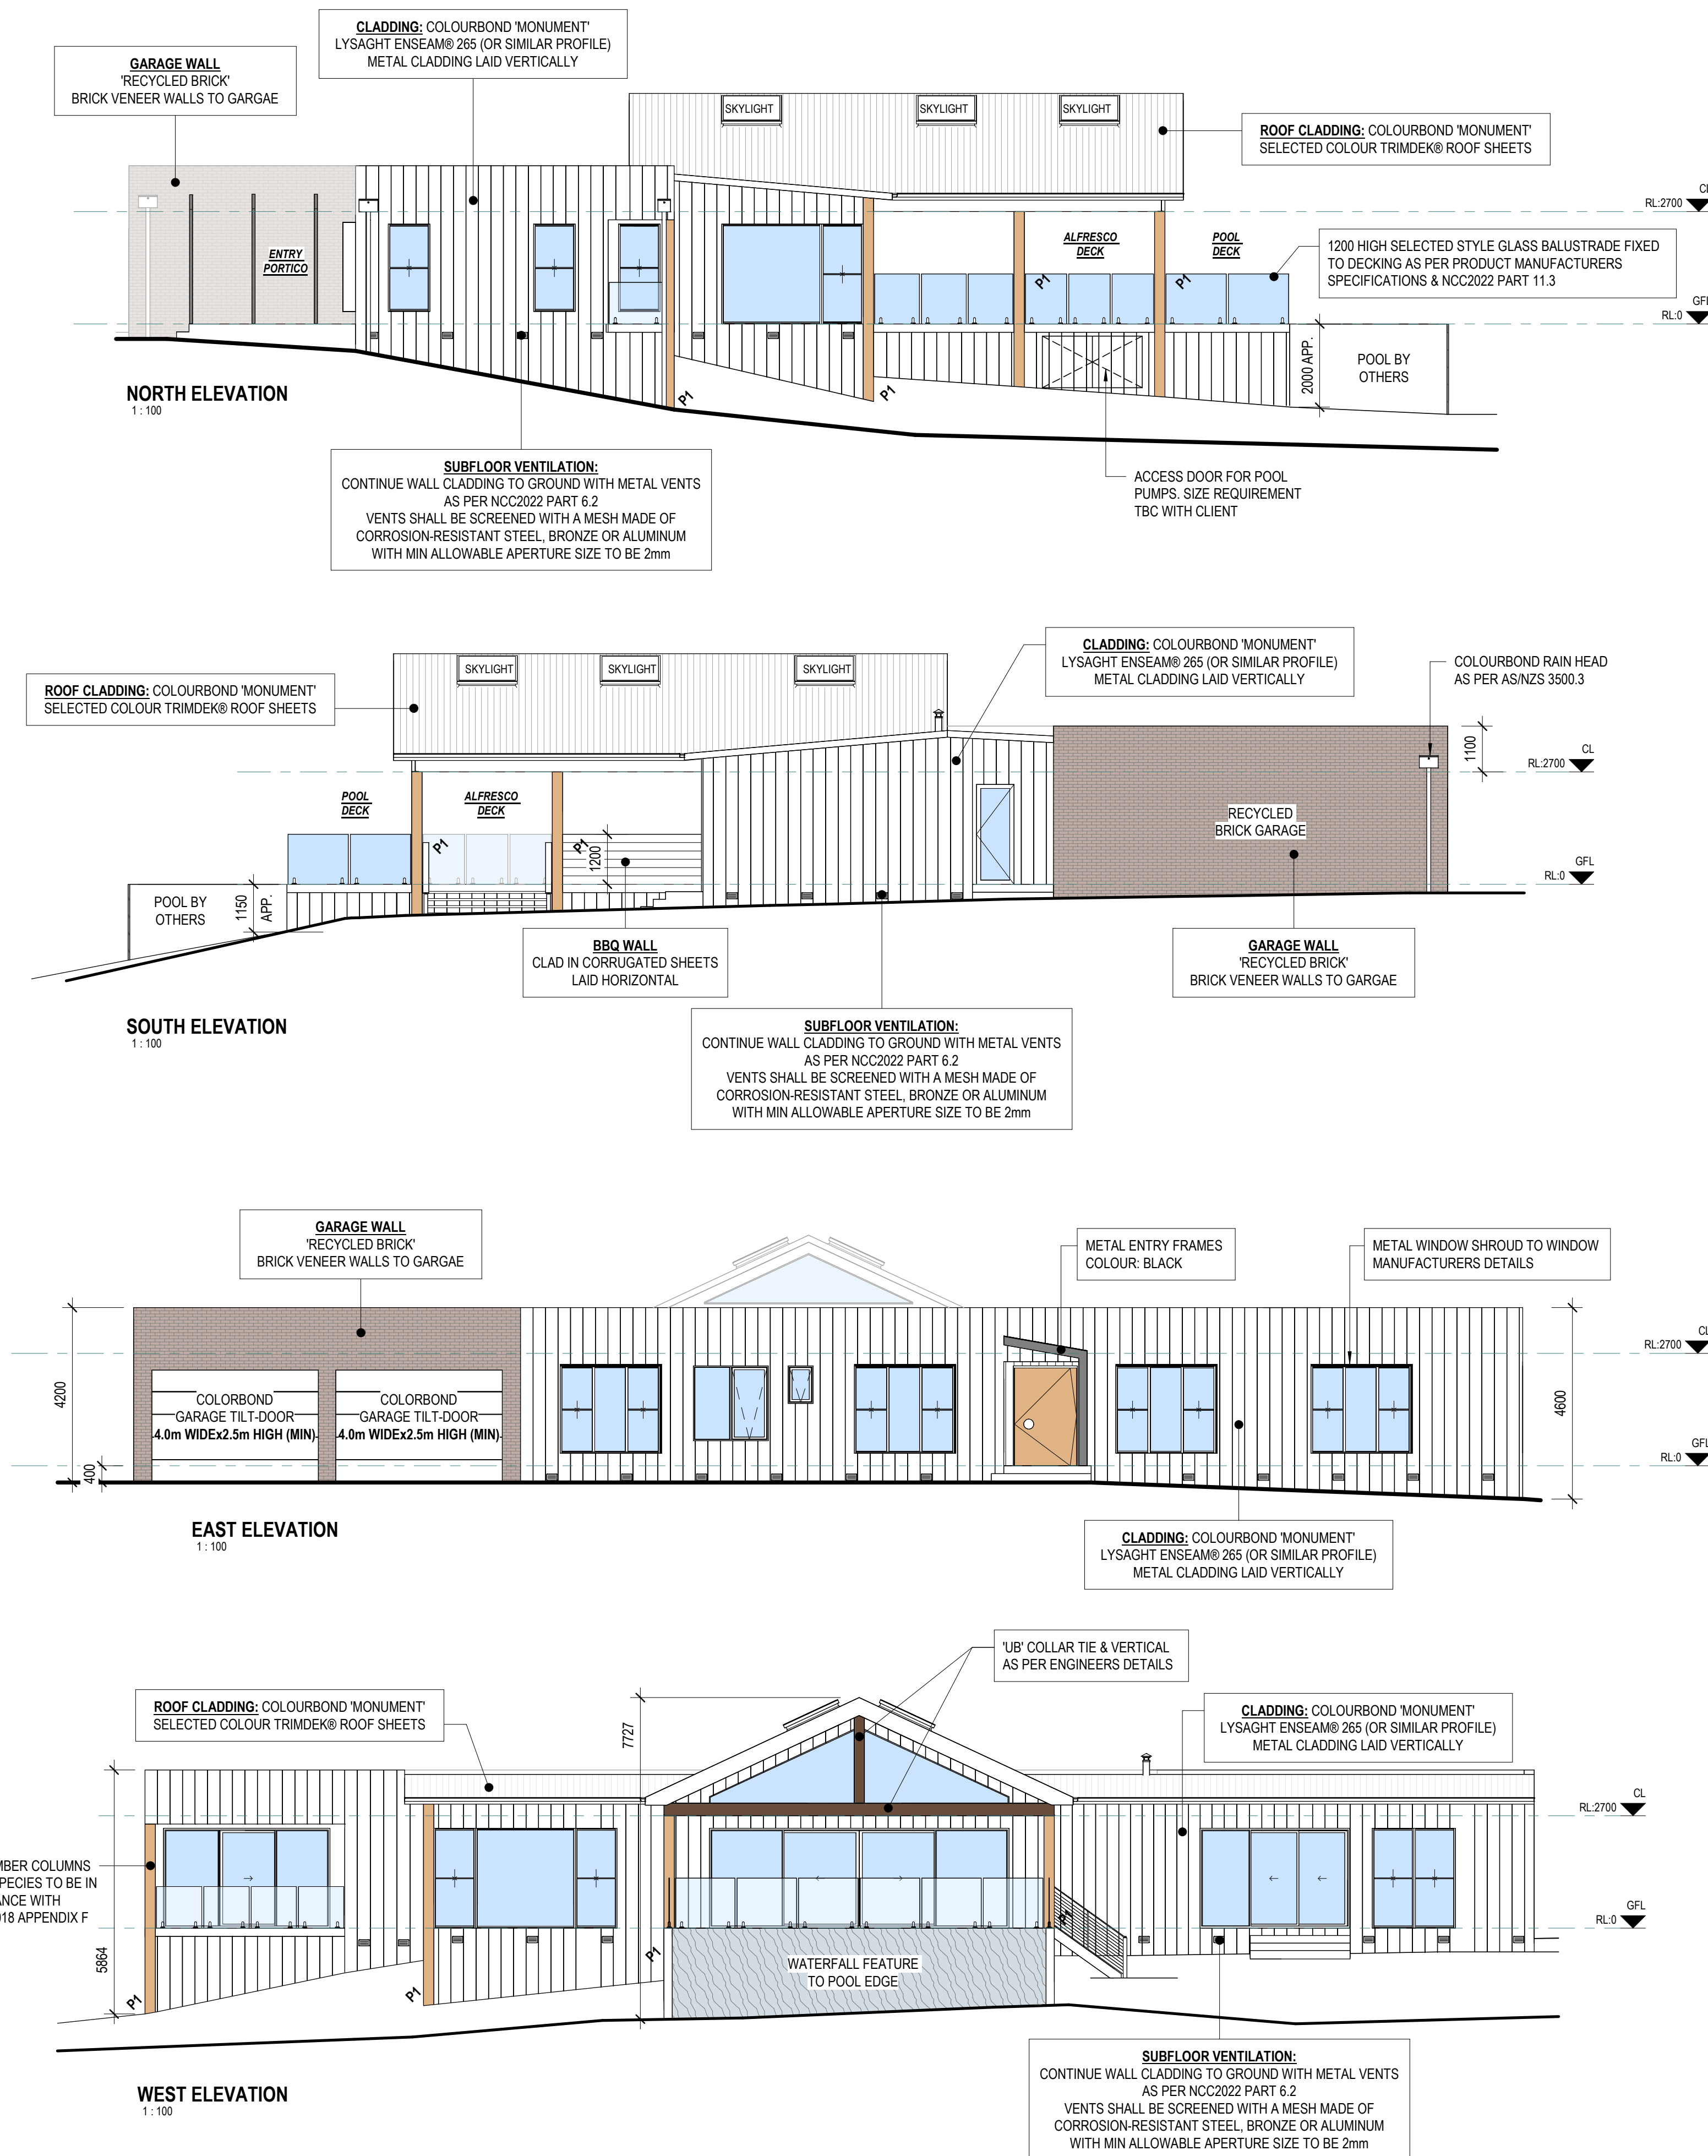 CLADDING: COLOURBOND 'MONUMENT'
LYSAGHT ENSEAM® 265 (OR SIMILAR PROFILE)
METAL CLADDING LAID VERTICALLY
GARAGE WALL
'RECYCLED BRICK'
BRICK VENEER WALLS TO GARGAE
SKYLIGHT
SKYLIGHT
SKYLIGHT
ROOF CLADDING: COLOURBOND 'MONUMENT'
SELECTED COLOUR TRIMDEK® ROOF SHEETS
RL:2700
ENTRY
PORTICO
ALFRESCO
DECK
POOL
DECK
1200 HIGH SELECTED STYLE GLASS BALUSTRADE FIXED
TO DECKING AS PER PRODUCT MANUFACTURERS
SPECIFICATIONS & NCC2022 PART 11.3
P1
P1
RL:0
2000 APP.
POOL BY
OTHERS
P1
P1
NORTH ELEVATION
1 : 100
SUBFLOOR VENTILATION:
CONTINUE WALL CLADDING TO GROUND WITH METAL VENTS
AS PER NCC2022 PART 6.2
VENTS SHALL BE SCREENED WITH A MESH MADE OF
CORROSION-RESISTANT STEEL, BRONZE OR ALUMINUM
WITH MIN ALLOWABLE APERTURE SIZE TO BE 2mm
ACCESS DOOR FOR POOL
PUMPS. SIZE REQUIREMENT
TBC WITH CLIENT
CLADDING: COLOURBOND 'MONUMENT'
LYSAGHT ENSEAM® 265 (OR SIMILAR PROFILE)
METAL CLADDING LAID VERTICALLY
COLOURBOND RAIN HEAD
AS PER AS/NZS 3500.3
SKYLIGHT
SKYLIGHT
SKYLIGHT
ROOF CLADDING: COLOURBOND 'MONUMENT'
SELECTED COLOUR TRIMDEK® ROOF SHEETS
1100
CL
RL:2700
POOL
DECK
ALFRESCO
DECK
RECYCLED
BRICK GARAGE
P1
P1
1200
GFL
RL:0
POOL BY
OTHERS
1150
APP.
BBQ WALL
CLAD IN CORRUGATED SHEETS
LAID HORIZONTAL
GARAGE WALL
'RECYCLED BRICK'
BRICK VENEER WALLS TO GARGAE
SOUTH ELEVATION
1 : 100
SUBFLOOR VENTILATION:
CONTINUE WALL CLADDING TO GROUND WITH METAL VENTS
AS PER NCC2022 PART 6.2
VENTS SHALL BE SCREENED WITH A MESH MADE OF
CORROSION-RESISTANT STEEL, BRONZE OR ALUMINUM
WITH MIN ALLOWABLE APERTURE SIZE TO BE 2mm
GARAGE WALL
'RECYCLED BRICK'
BRICK VENEER WALLS TO GARGAE
METAL ENTRY FRAMES
COLOUR: BLACK
METAL WINDOW SHROUD TO WINDOW
MANUFACTURERS DETAILS
RL:2700
4200
COLORBOND
GARAGE TILT-DOOR
4.0m WIDEx2.5m HIGH (MIN)
COLORBOND
GARAGE TILT-DOOR
4.0m WIDEx2.5m HIGH (MIN)
4600
400
RL:0
EAST ELEVATION
1 : 100
CLADDING: COLOURBOND 'MONUMENT'
LYSAGHT ENSEAM® 265 (OR SIMILAR PROFILE)
METAL CLADDING LAID VERTICALLY
'UB' COLLAR TIE & VERTICAL
AS PER ENGINEERS DETAILS
ROOF CLADDING: COLOURBOND 'MONUMENT'
SELECTED COLOUR TRIMDEK® ROOF SHEETS
7727
CLADDING: COLOURBOND 'MONUMENT'
LYSAGHT ENSEAM® 265 (OR SIMILAR PROFILE)
METAL CLADDING LAID VERTICALLY
CL
RL:2700
COLUMNS
TO BE IN
WITH
APPENDIX F
GFL
RL:0
5864
P1
P1
P1
P1
WATERFALL FEATURE
TO POOL EDGE
WEST ELEVATION
1 : 100
SUBFLOOR VENTILATION:
CONTINUE WALL CLADDING TO GROUND WITH METAL VENTS
AS PER NCC2022 PART 6.2
VENTS SHALL BE SCREENED WITH A MESH MADE OF
CORROSION-RESISTANT STEEL, BRONZE OR ALUMINUM
WITH MIN ALLOWABLE APERTURE SIZE TO BE 2mm